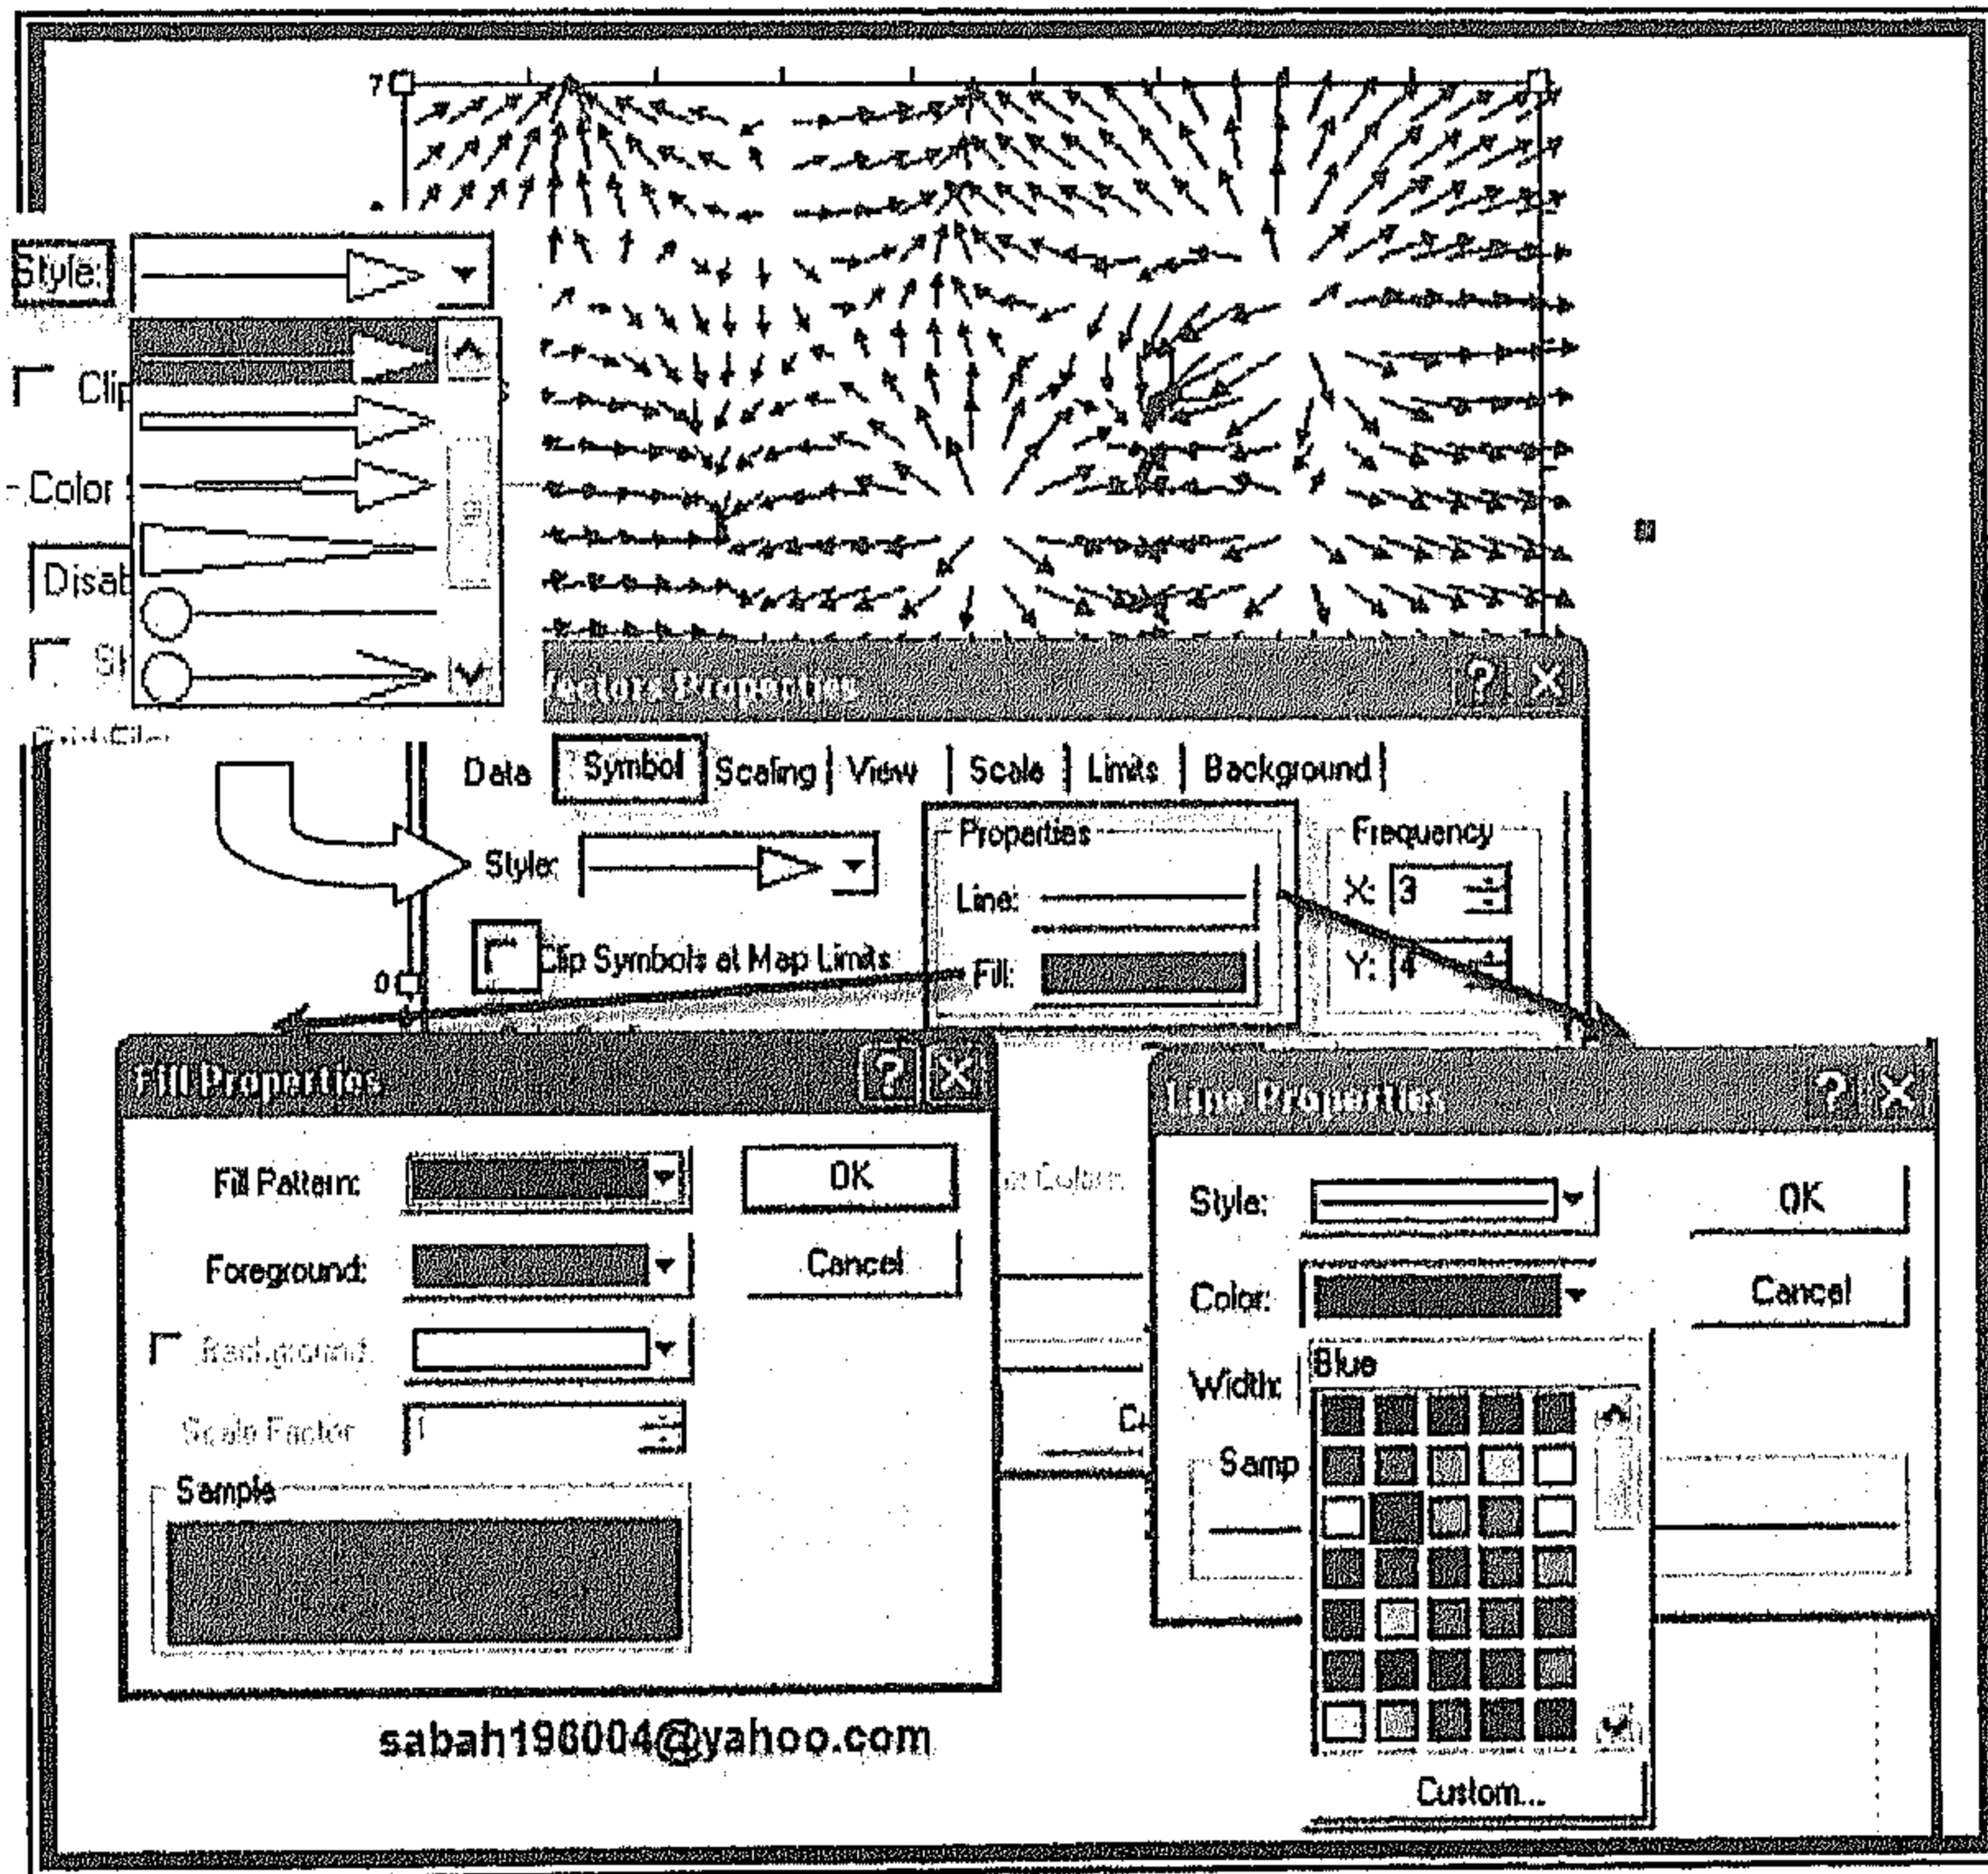 7
Style:
Clip
Color
Disab
Vectors Properties
Data Symbol Scaling View Scale Limits Background
Style:
Properties
Line:
Fill:
Frequency
X: 3
Y: 4
Clip Symbols at Map Limits
0
Fill Properties
Fill Pattern:
OK
Foreground:
Cancel
Background
Scale Factor 1
Sample
Line Properties
Style:
OK
Color:
Cancel
Blue
Width:
Samp
Custom...
sabah196004@yahoo.com